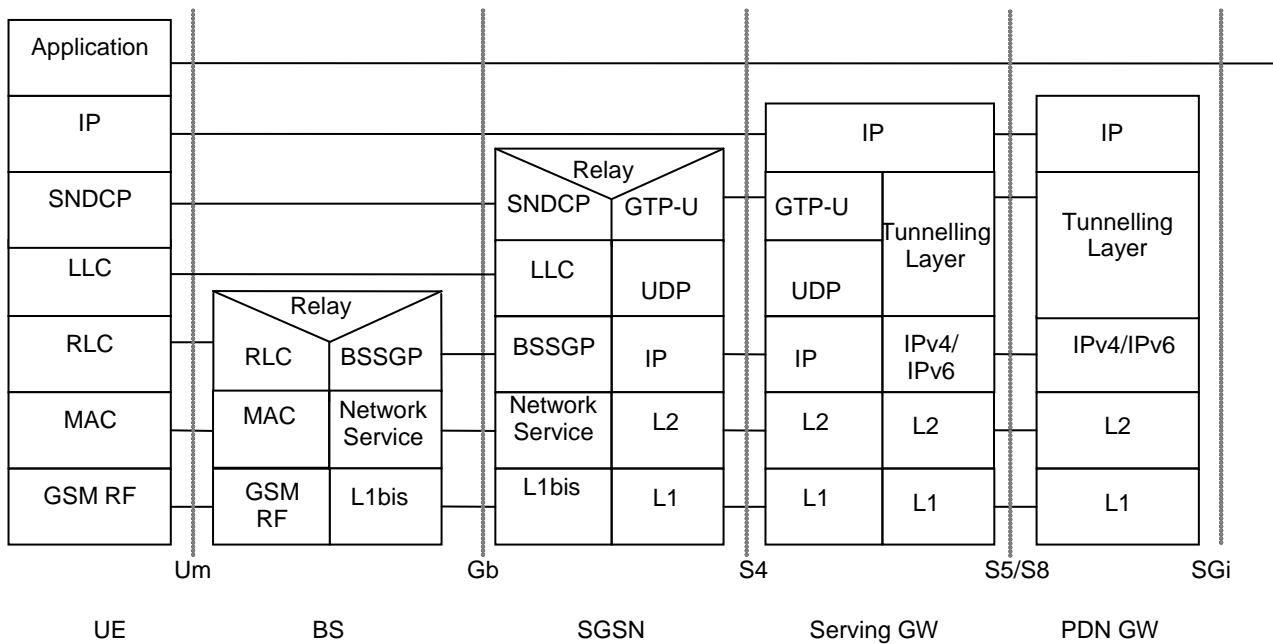 Application
IP
IP
IP
Relay
SNDCP
SNDCP
GTP-U
GTP-U
Tunnelling
Layer
Tunnelling
Layer
LLC
LLC
UDP
UDP
Relay
RLC
RLC
BSSGP
BSSGP
IP
IP
IPv4/
IPv6
IPv4/IPv6
MAC
MAC
Network
Service
Network
Service
L2
L2
L2
L2
GSM RF
GSM
RF
L1bis
L1bis
L1
L1
L1
L1
Um
Gb
S4
S5/S8
SGi
UE
BS
SGSN
Serving GW
PDN GW